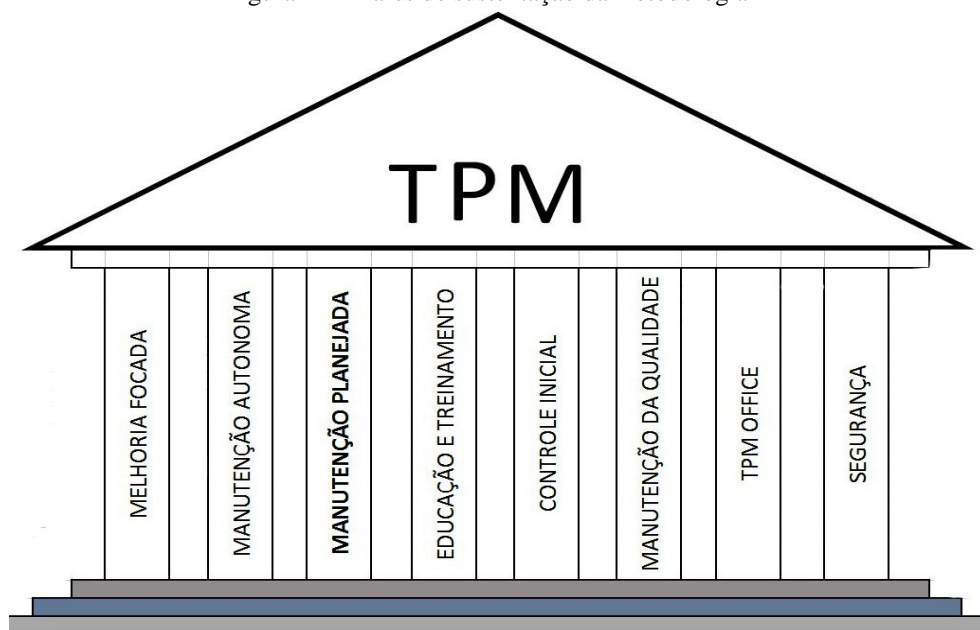 TPM
MELHORIA FOCADA
MANUTENÇÃO AUTONOMA
MANUTENÇÃO PLANEJADA
EDUCAÇÃO E TREINAMENTO
CONTROLE INICIAL
MANUTENÇÃO DA QUALIDADE
TPM OFFICE
SEGURANÇA